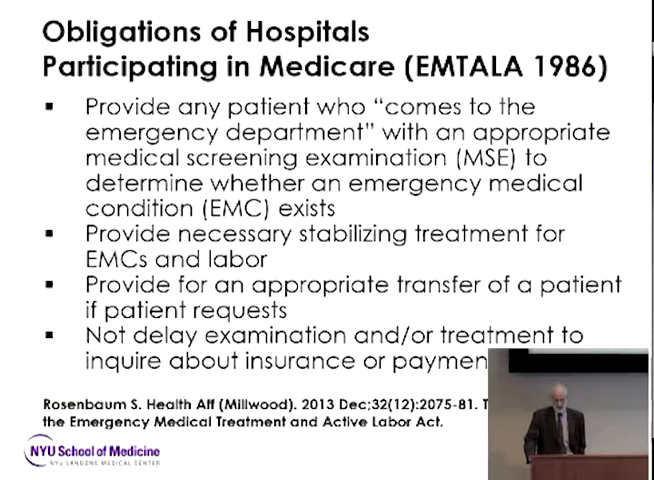 Obligations of Hospitals
Participating in Medicare (EMTALA 1986)
▪ Provide any patient who “comes to the
emergency department” with an appropriate
medical screening examination (MSE) to
determine whether an emergency medical
condition (EMC) exists
▪ Provide necessary stabilizing treatment for
EMCs and labor
▪ Provide for an appropriate transfer of a patient
if patient requests
▪ Not delay examination and/or treatment to
inquire about insurance or paymen
Rosenbaum S. Health Aff (Millwood). 2013 Dec;32(12):2075-81. T
the Emergency Medical Treatment and Active Labor Act.
NYU School of Medicine
NYU LANGONE MEDICAL CENTER